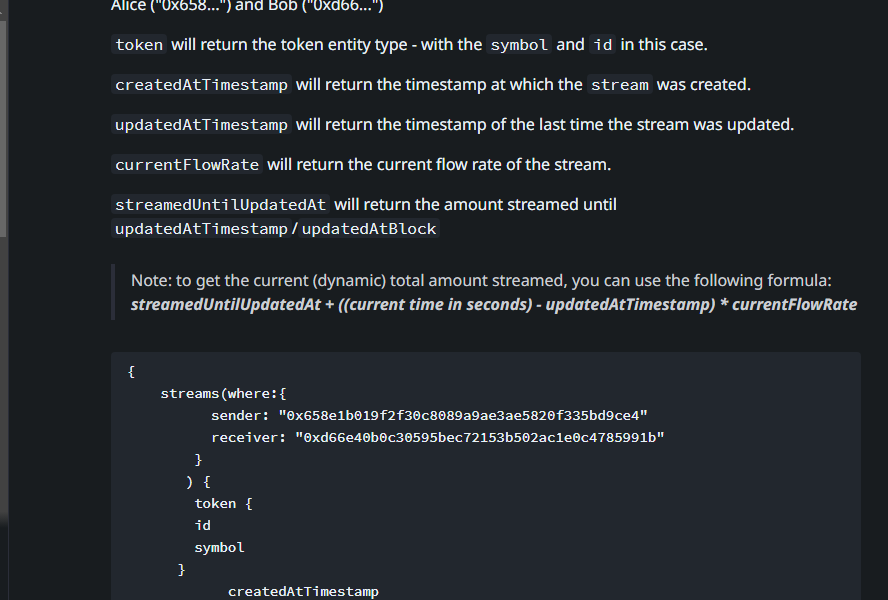 Alice ("0x658...") and Bob ("0xd66...")
token will return the token entity type - with the symbol and id in this case.
createdAtTimestamp will return the timestamp at which the stream was created.
updatedAtTimestamp will return the timestamp of the last time the stream was updated.
currentFlowRate will return the current flow rate of the stream.
streamedUntilUpdatedAt will return the amount streamed until
updatedAtTimestamp/updatedAtBlock
Note: to get the current (dynamic) total amount streamed, you can use the following formula:
streamedUntilUpdatedAt + ((current time in seconds) - updatedAtTimestamp) * currentFlowRate
{
streams(where:{
sender: "0x658e1b019f2f30c8089a9ae3ae5820f335bd9ce4"
receiver: "0xd66e40b0c30595bec72153b502ac1e0c4785991b"
}
) {
token {
id
symbol
}
createdAtTimestamp